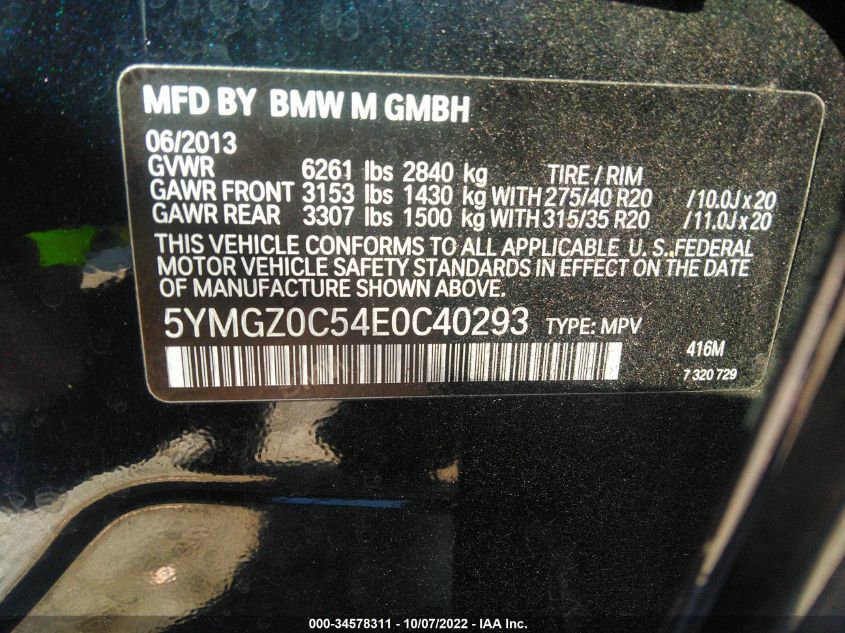 MFD BY BMW M GMBH
06/2013
GVWR 6261 lbs 2840 kg TIRE / RIM
GAWR FRONT 3153 lbs 1430 kg WITH 275/40 R20 /10.0J x 20
GAWR REAR 3307 lbs 1500 kg WITH 315/35 R20 /11.0J x 20
THIS VEHICLE CONFORMS TO ALL APPLICABLE U.S. FEDERAL
MOTOR VEHICLE SAFETY STANDARDS IN EFFECT ON THE DATE
OF MANUFACTURE SHOWN ABOVE.
5YMGZ0C54E0C40293 TYPE: MPV
416M
7 320 729
000-34578311 - 10/07/2022 - IAA Inc.